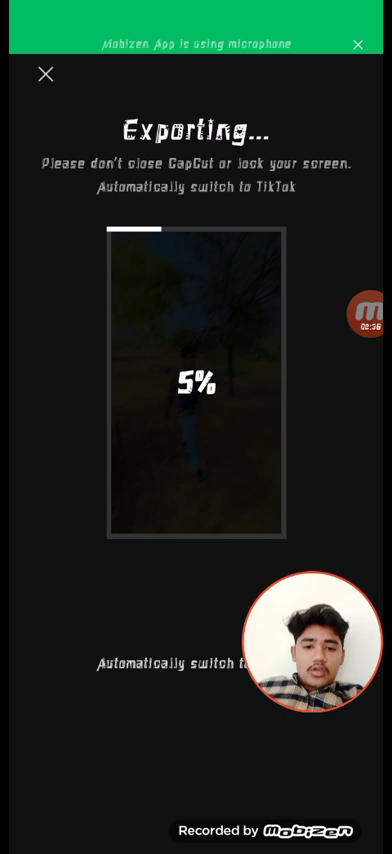 Mobizen App is using microphone
Exporting...
Please don't close CapCut or lock your screen.
Automatically switch to TikTok
5%
m
02:36
Automatically switch t
Recorded by mobizen